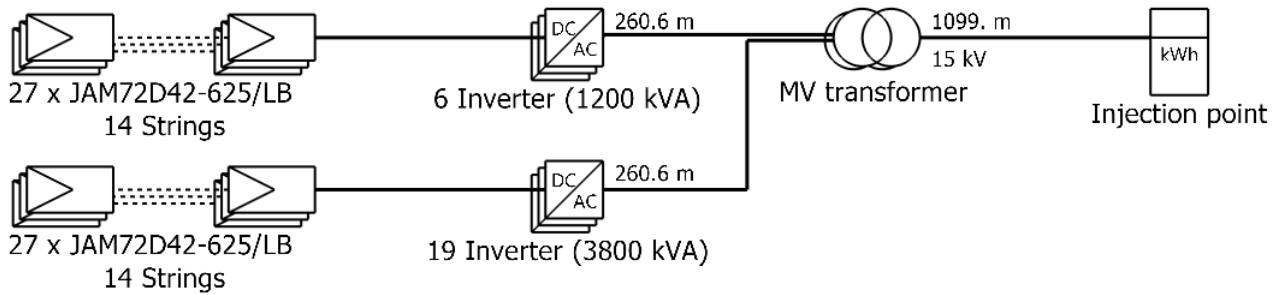 DC
AC
260.6 m
1099. m
15 kV
kWh
27 x JAM72D42-625/LB
14 Strings
6 Inverter (1200 kVA)
MV transformer
Injection point
DC
AC
260.6 m
27 x JAM72D42-625/LB
14 Strings
19 Inverter (3800 kVA)